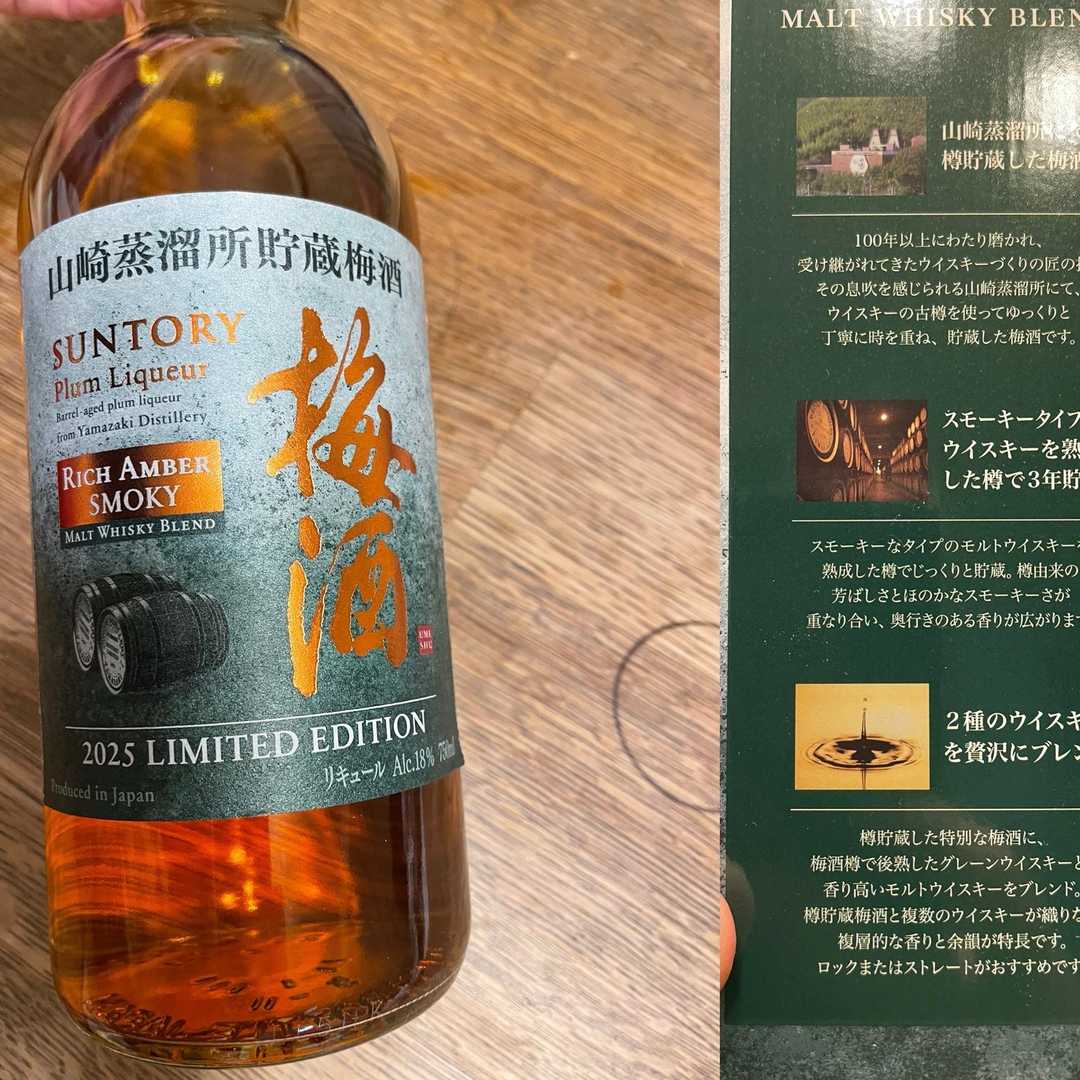 山崎蒸溜所貯蔵梅酒
SUNTORY
Plum Liqueur
Barrel-aged plum liqueur
from Yamazaki Distillery
RICH AMBER
SMOKY
MALT WHISKY BLEND
梅酒
UME
SHU
2025 LIMITED EDITION
リキュール Alc.18% 750ml
Produced in Japan
MALT WHISKY BLEN
山崎蒸溜所に
樽貯蔵した梅酒
100年以上にわたり磨かれ、
受け継がれてきたウイスキーづくりの匠の
その息吹を感じられる山崎蒸溜所にて、
ウイスキーの古樽を使ってゆっくりと
丁寧に時を重ね、貯蔵した梅酒です。
スモーキータイプ
ウイスキーを熟
した樽で3年貯
スモーキーなタイプのモルトウイスキーを
熟成した樽でじっくりと貯蔵。樽由来の
芳ばしさとほのかなスモーキーさが
重なり合い、奥行きのある香りが広がりま
2種のウイスキ
を贅沢にブレン
樽貯蔵した特別な梅酒に、
梅酒樽で後熟したグレーンウイスキーと
香り高いモルトウイスキーをブレンド。
樽貯蔵梅酒と複数のウイスキーが織りな
複層的な香りと余韻が特長です。
ロックまたはストレートがおすすめです